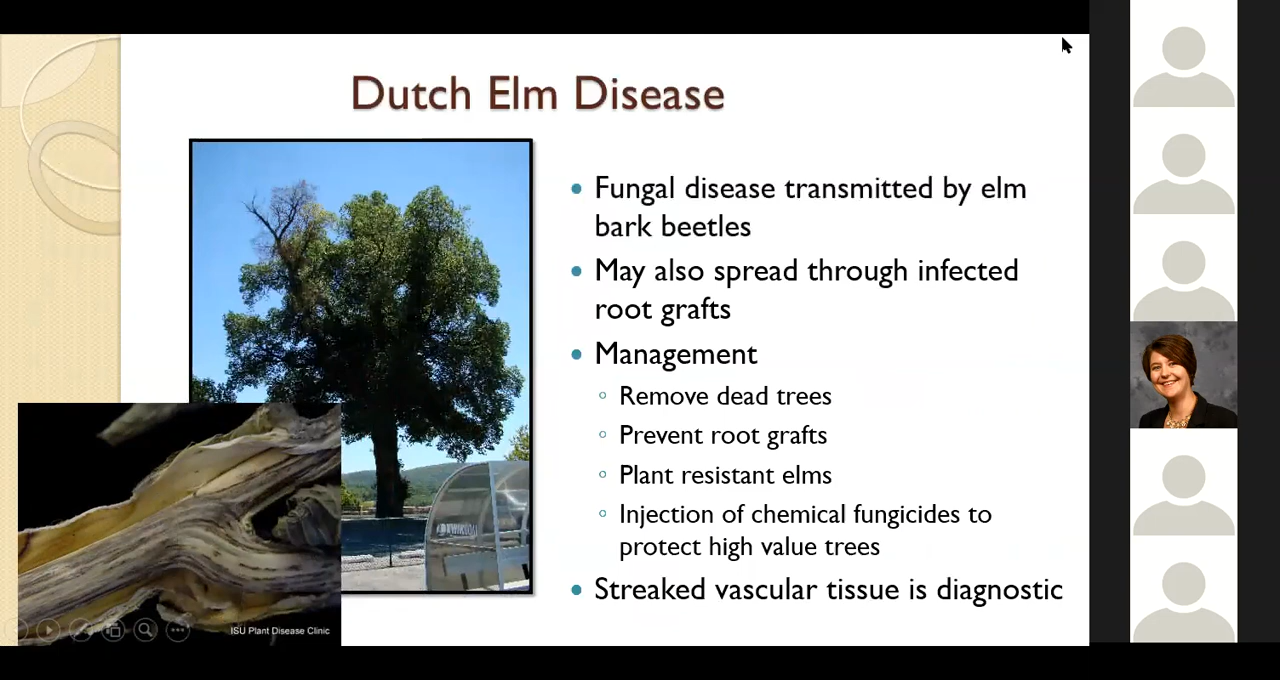 Dutch Elm Disease
Fungal disease transmitted by elm
bark beetles
May also spread through infected
root grafts
Management
Remove dead trees
Prevent root grafts
Plant resistant elms
Injection of chemical fungicides to
protect high value trees
Streaked vascular tissue is diagnostic
ISU Plant Disease Clinic